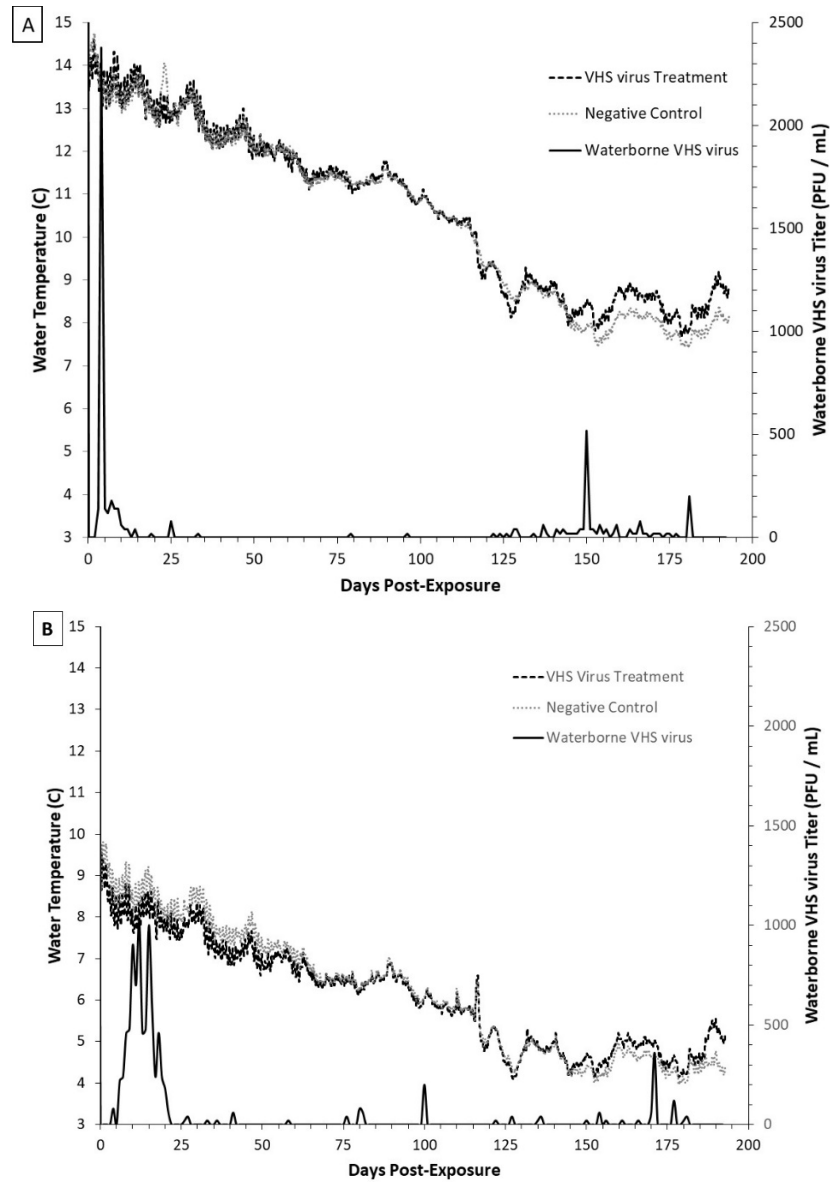 A
15
14
13
12
11
10
9
8
7
6
5
4
3
Water Temperature (C)
2500
2000
1500
1000
500
0
Waterborne VHS virus Titer (PFU / mL)
VHS virus Treatment
Negative Control
Waterborne VHS virus
0 25 50 75 100 125 150 175 200
Days Post-Exposure
B
15
14
13
12
11
10
9
8
7
6
5
4
3
Water Temperature (C)
2500
2000
1500
1000
500
0
Waterborne VHS virus Titer (PFU / mL)
VHS Virus Treatment
Negative Control
Waterborne VHS virus
0 25 50 75 100 125 150 175 200
Days Post-Exposure